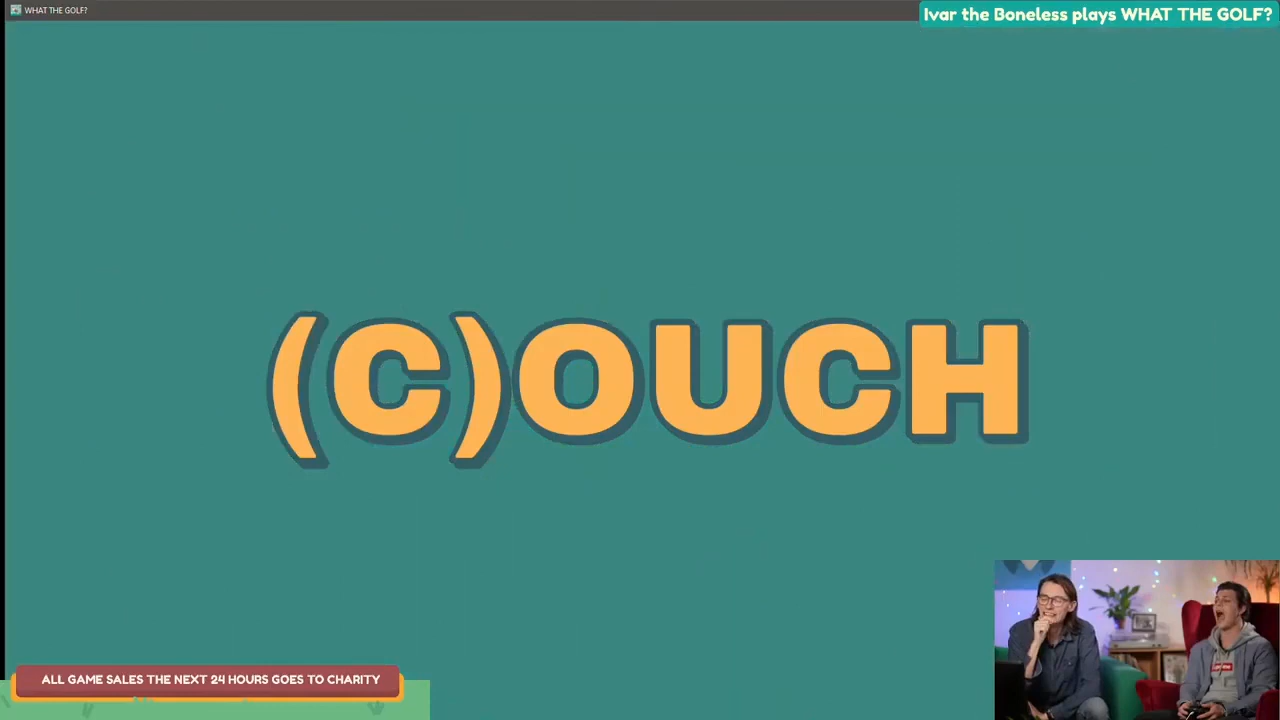 WHAT THE GOLF?
Ivar the Boneless plays WHAT THE GOLF?
(C)OUCH
ALL GAME SALES THE NEXT 24 HOURS GOES TO CHARITY